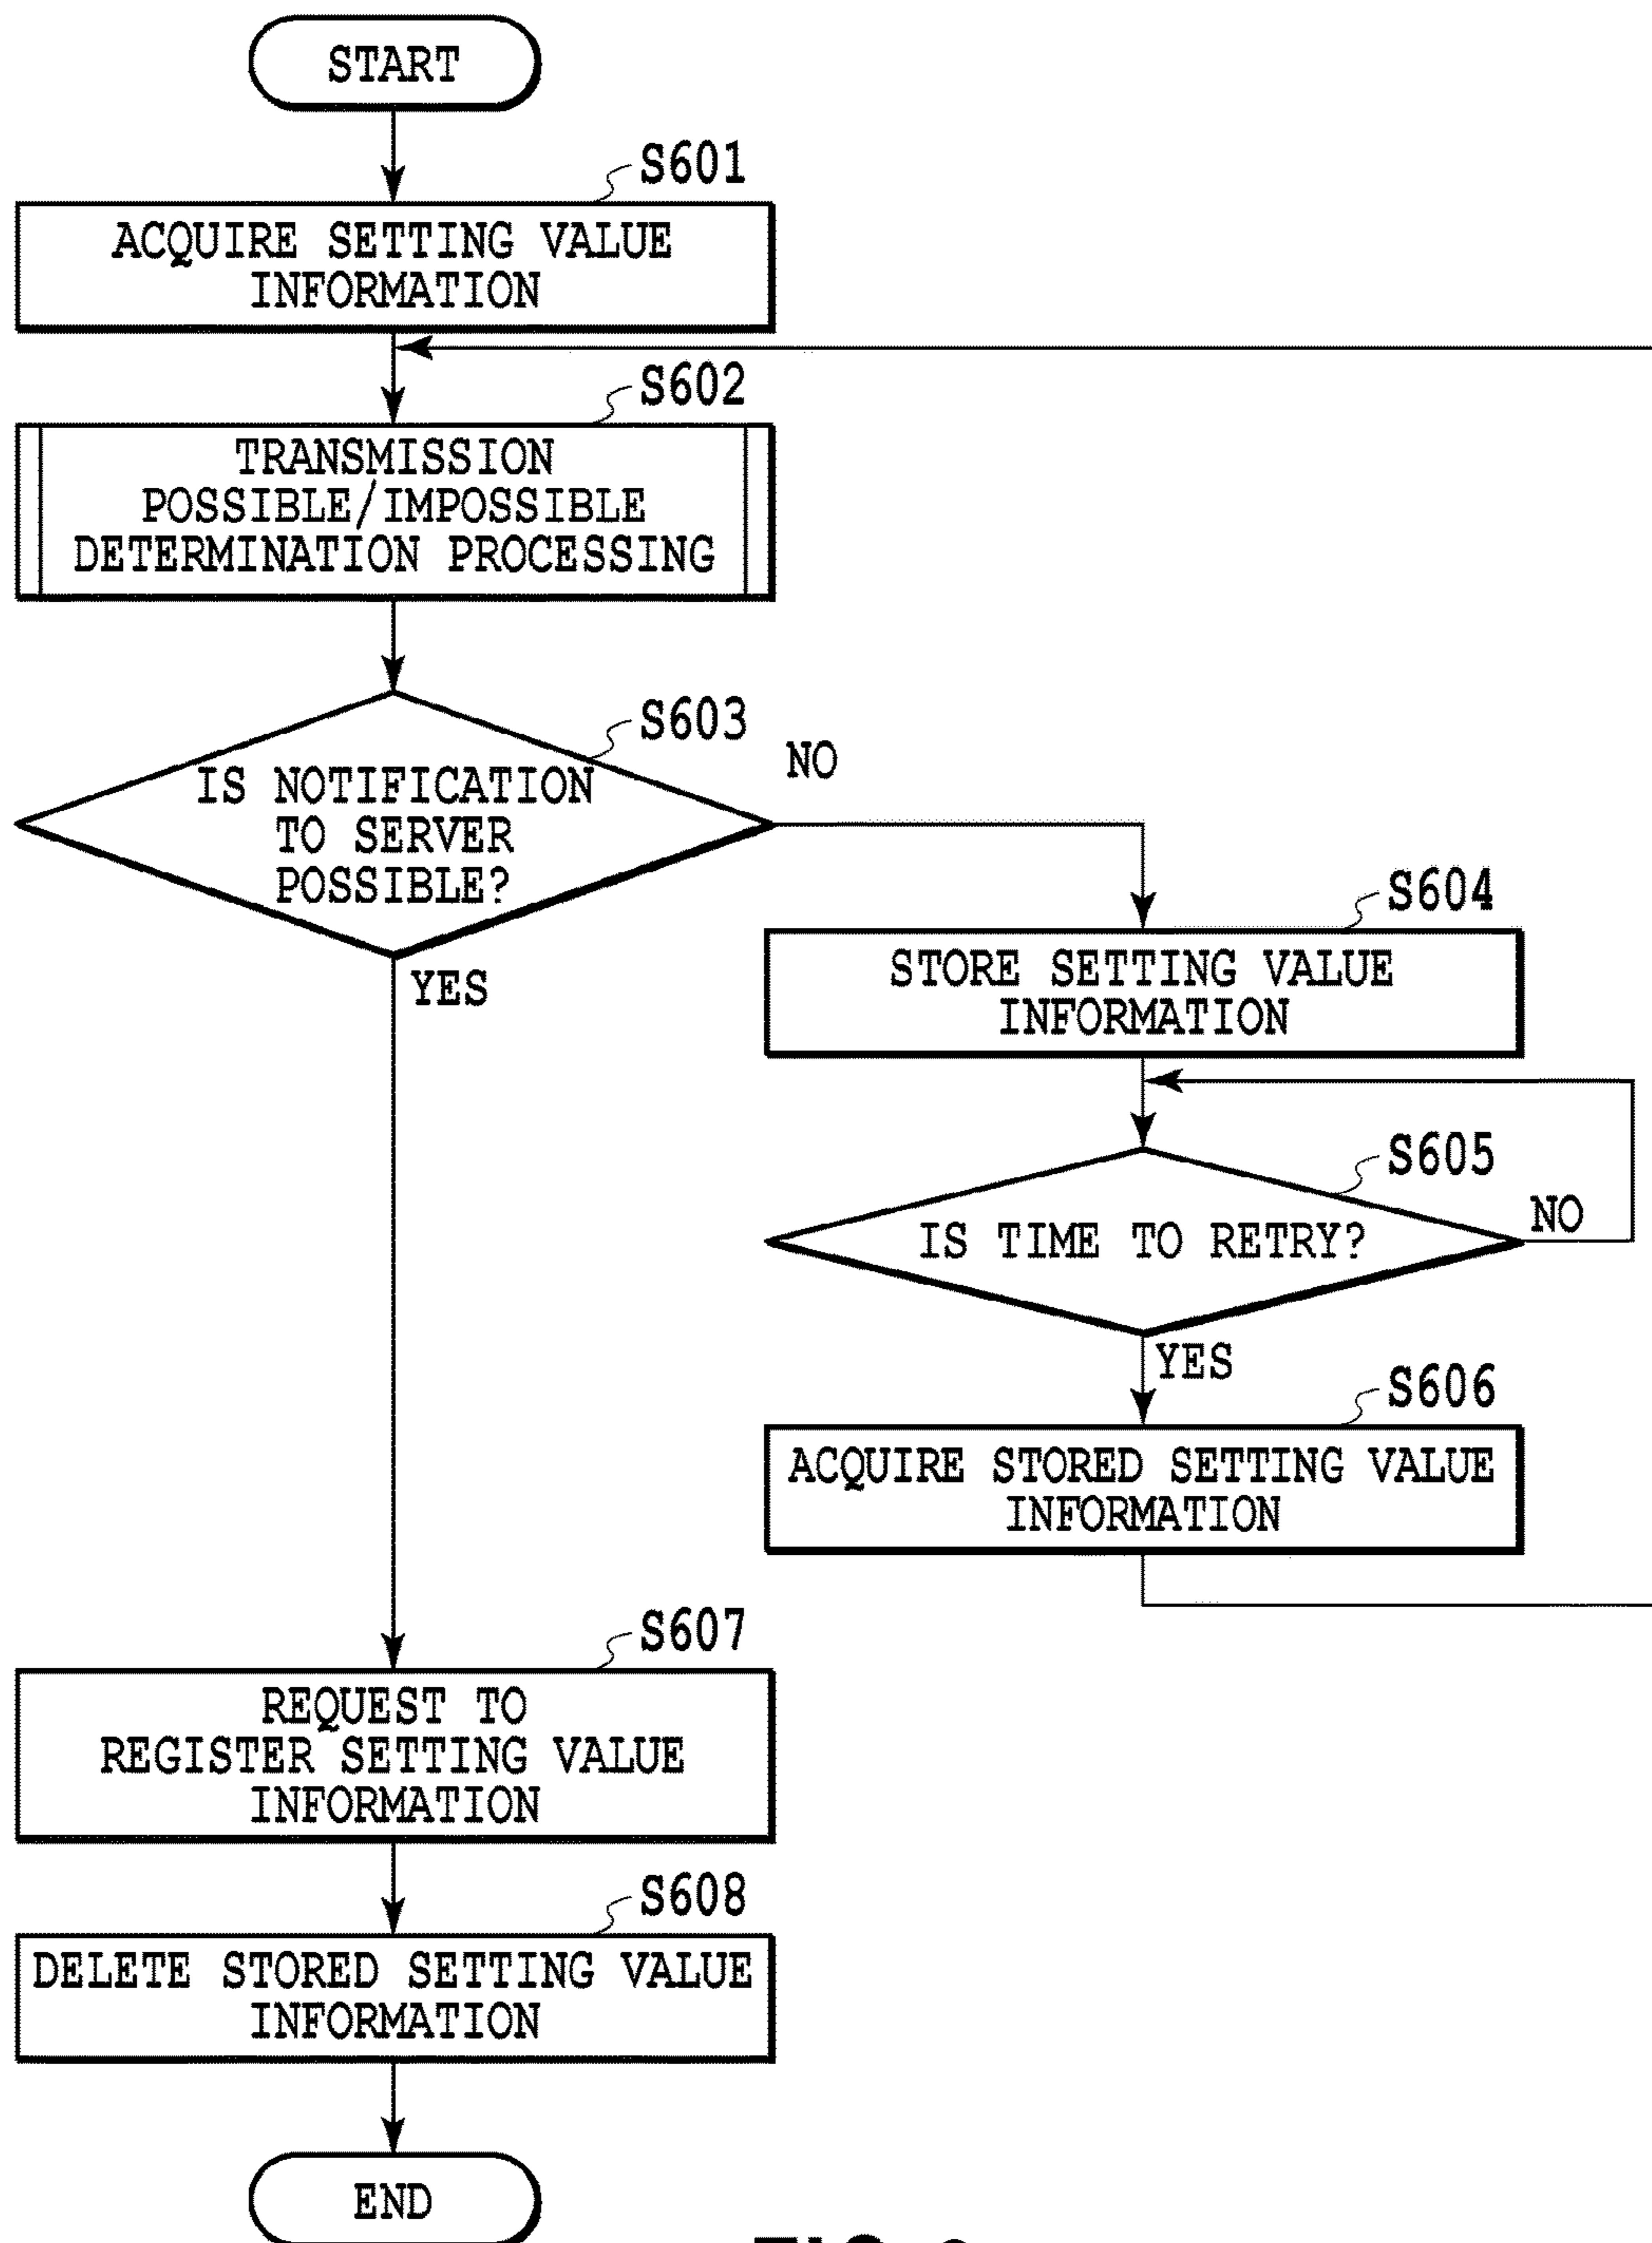 START
S601
ACQUIRE SETTING VALUE
INFORMATION
S602
TRANSMISSION
POSSIBLE/IMPOSSIBLE
DETERMINATION PROCESSING
S603
NO
IS NOTIFICATION
TO SERVER
POSSIBLE?
YES
S604
STORE SETTING VALUE
INFORMATION
S605
NO
IS TIME TO RETRY?
YES
S606
ACQUIRE STORED SETTING VALUE
INFORMATION
S607
REQUEST TO
REGISTER SETTING VALUE
INFORMATION
S608
DELETE STORED SETTING VALUE
INFORMATION
END